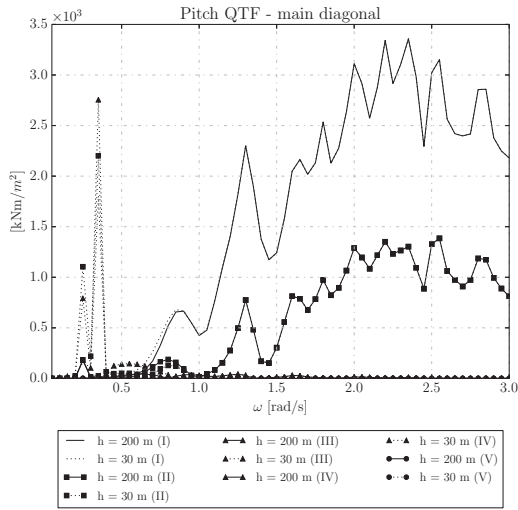 Pitch QTF - main diagonal
×10³
3.5
3.0
2.5
2.0
1.5
1.0
0.5
0.0
[kNm/m²]
0.5 1.0 1.5 2.0 2.5 3.0
ω [rad/s]
h = 200 m (I) h = 200 m (III) h = 30 m (IV)
h = 30 m (I) h = 30 m (III) h = 200 m (V)
h = 200 m (II) h = 200 m (IV) h = 30 m (V)
h = 30 m (II)